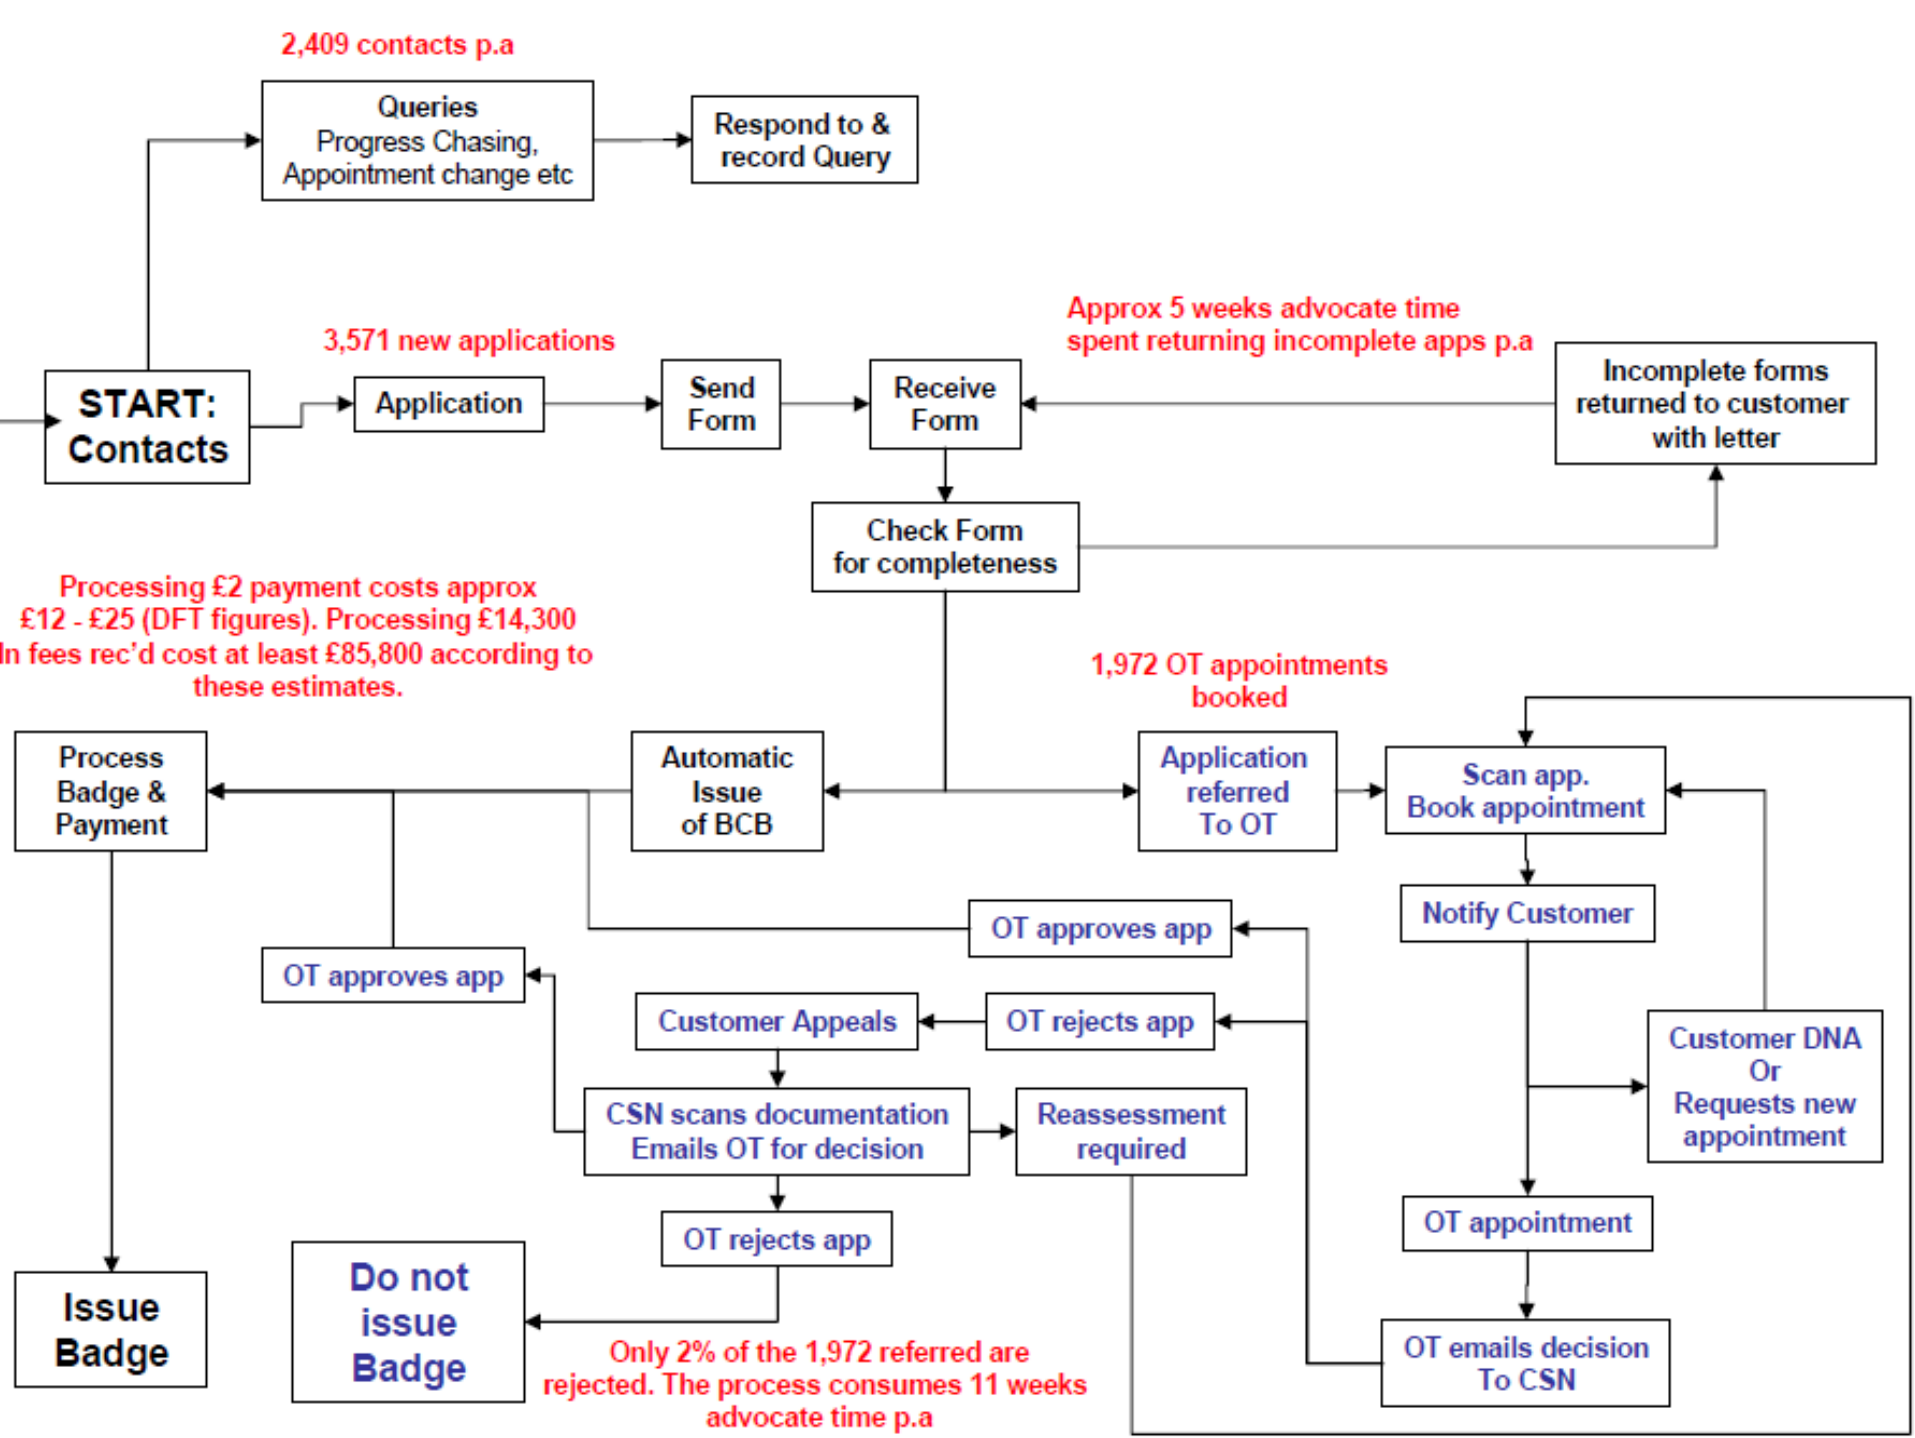 2,409 contacts p.a
Queries
Progress Chasing,
Appointment change etc
Respond to &
record Query
3,571 new applications
Approx 5 weeks advocate time
spent returning incomplete apps p.a
START:
Contacts
Application
Send
Form
Receive
Form
Incomplete forms
returned to customer
with letter
Check Form
for completeness
Processing £2 payment costs approx
£12 - £25 (DFT figures). Processing £14,300
In fees rec'd cost at least £85,800 according to
these estimates.
1,972 OT appointments
booked
Process
Badge &
Payment
Automatic
Issue
of BCB
Application
referred
To OT
Scan app.
Book appointment
Notify Customer
OT approves app
OT approves app
Customer Appeals
OT rejects app
Customer DNA
Or
Requests new
appointment
CSN scans documentation
Emails OT for decision
Reassessment
required
OT rejects app
OT appointment
Do not
issue
Badge
Issue
Badge
Only 2% of the 1,972 referred are
rejected. The process consumes 11 weeks
advocate time p.a
OT emails decision
To CSN